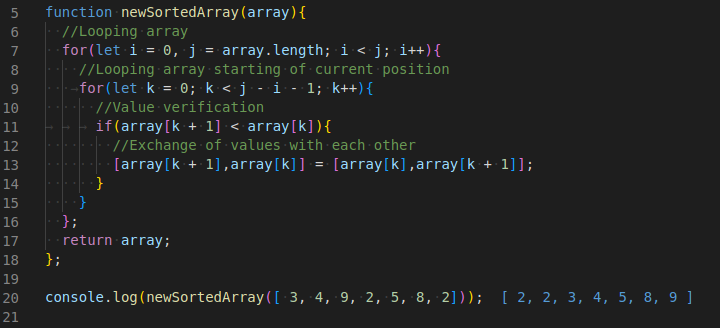 5 function newSortedArray(array){
6   //Looping array
7   for(let i = 0, j = array.length; i < j; i++){
8     //Looping array starting of current position
9     for(let k = 0; k < j - i - 1; k++){
10       //Value verification
11       if(array[k + 1] < array[k]){
12         //Exchange of values with each other
13         [array[k + 1],array[k]] = [array[k],array[k + 1]];
14       }
15     }
16   };
17   return array;
18 };
19
20 console.log(newSortedArray([ 3, 4, 9, 2, 5, 8, 2]));  [ 2, 2, 3, 4, 5, 8, 9 ]
21